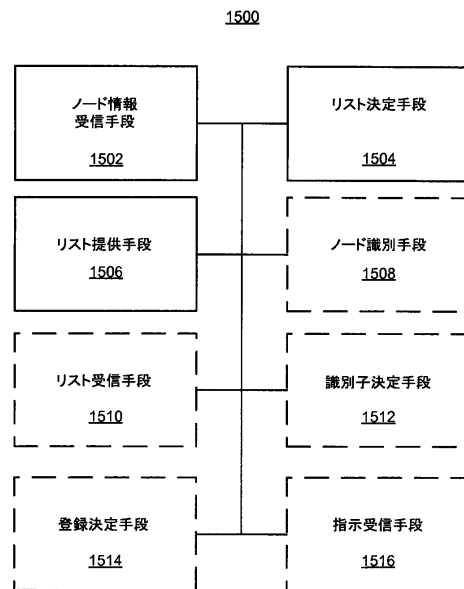 1500
ノード情報
受信手段
1502
リスト決定手段
1504
リスト提供手段
1506
ノード識別手段
1508
リスト受信手段
1510
識別子決定手段
1512
登録決定手段
1514
指示受信手段
1516